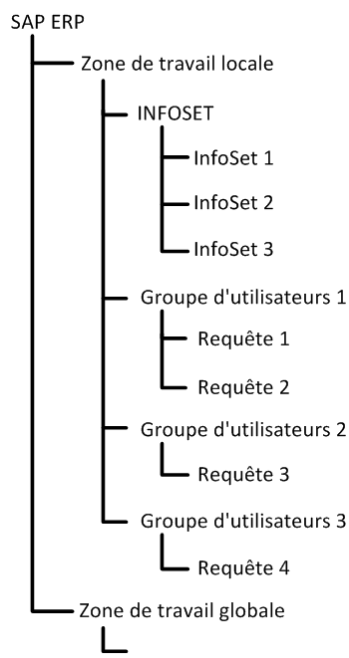 SAP ERP
Zone de travail locale
INFOSET
InfoSet 1
InfoSet 2
InfoSet 3
Groupe d'utilisateurs 1
Requête 1
Requête 2
Groupe d'utilisateurs 2
Requête 3
Groupe d'utilisateurs 3
Requête 4
Zone de travail globale